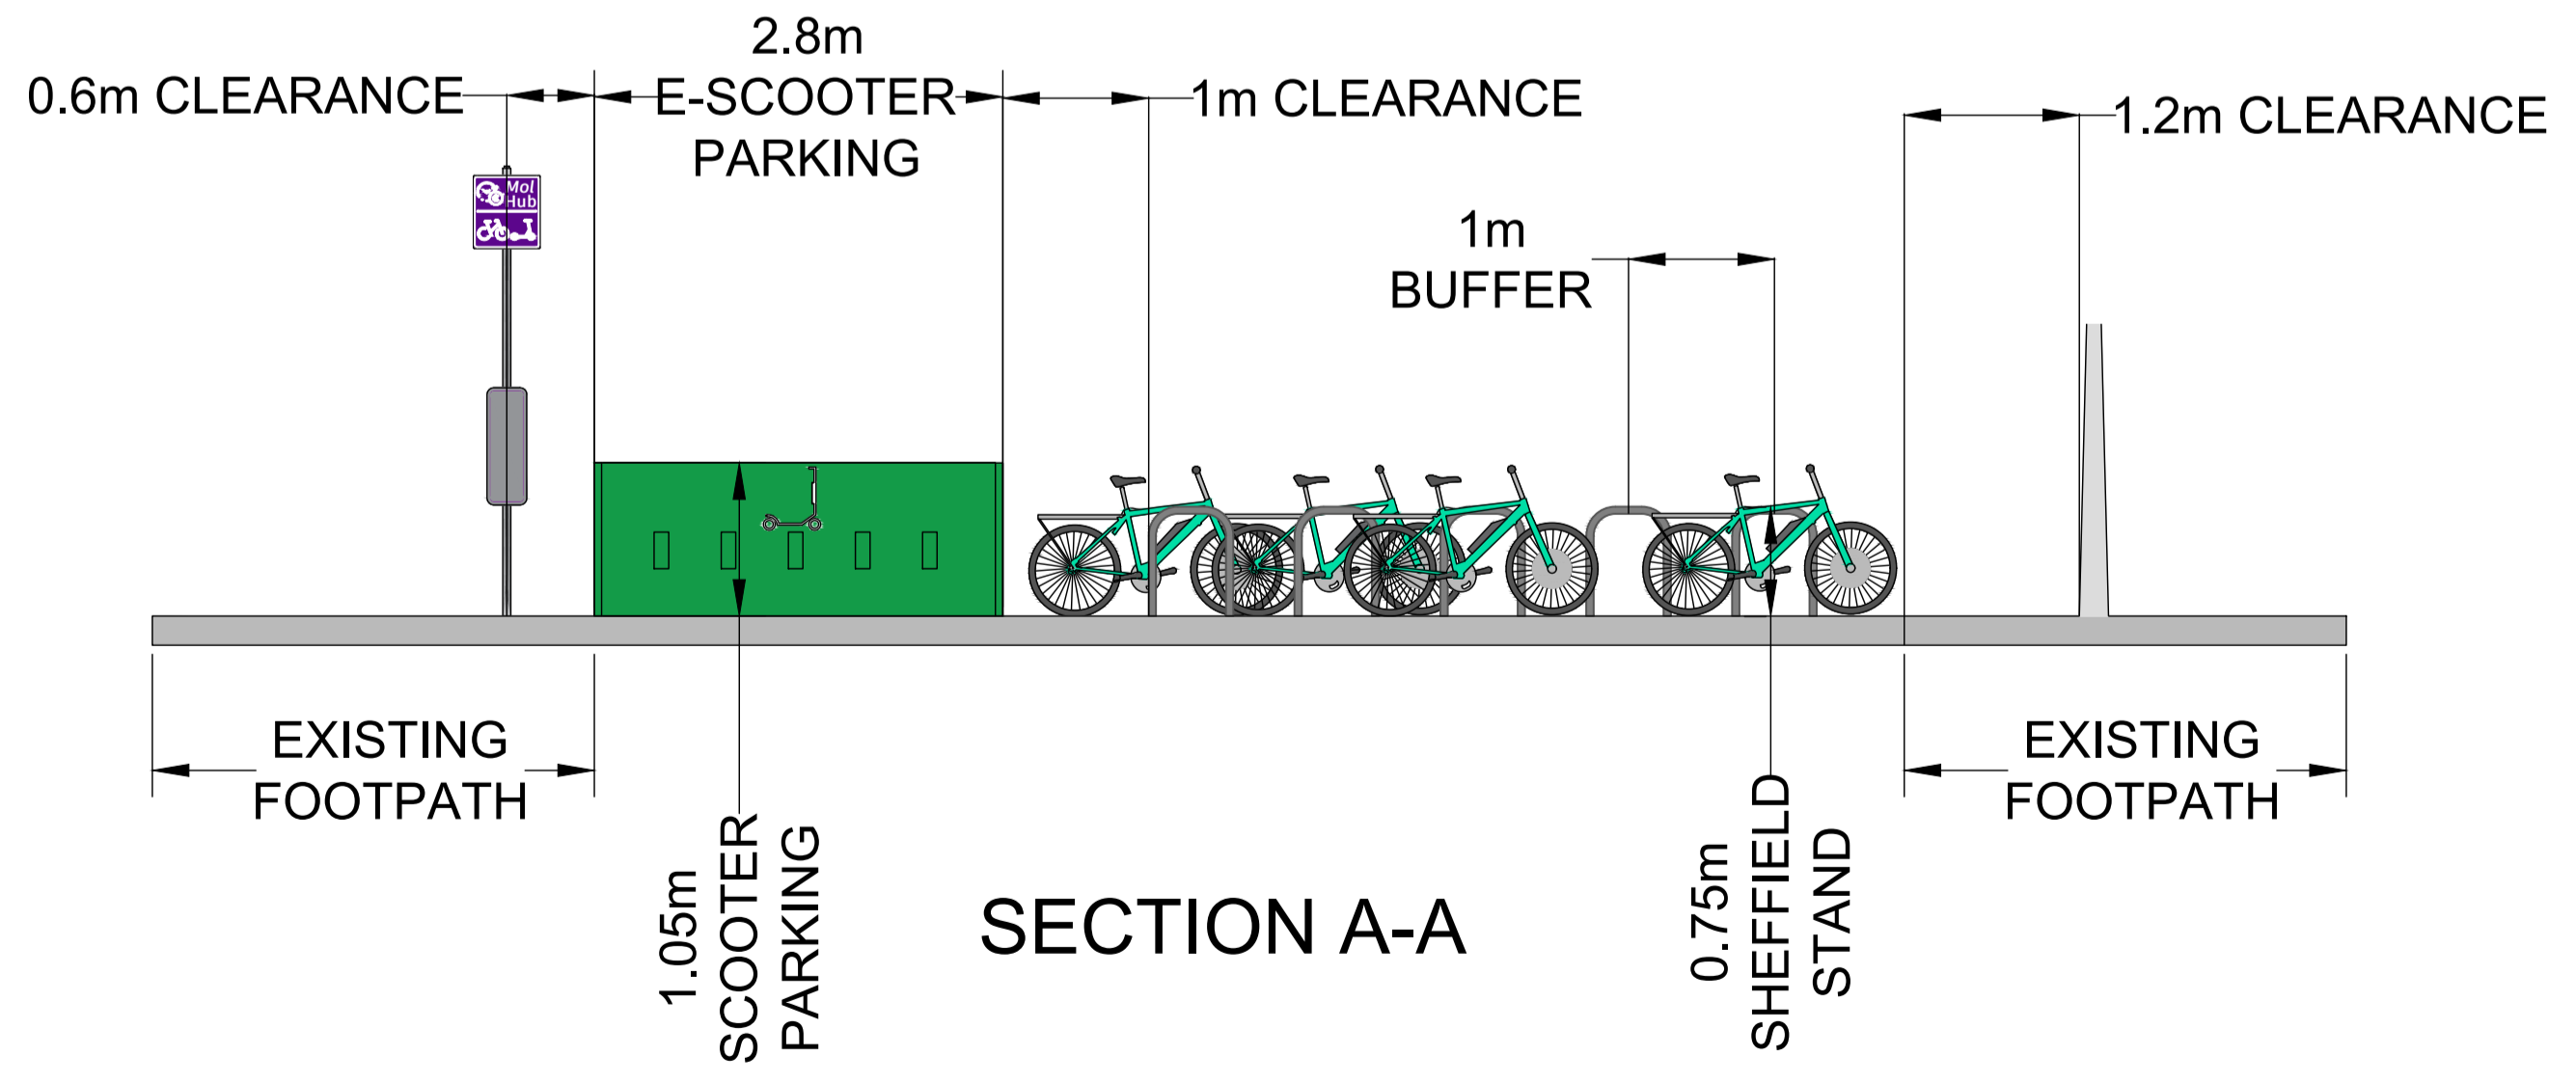 2.8m
0.6m CLEARANCE
E-SCOOTER
PARKING
1m CLEARANCE
1.2m CLEARANCE
Mol
Hub
1m
BUFFER
EXISTING
FOOTPATH
1.05m
SCOOTER
PARKING
SECTION A-A
0.75m
SHEFFIELD
STAND
EXISTING
FOOTPATH